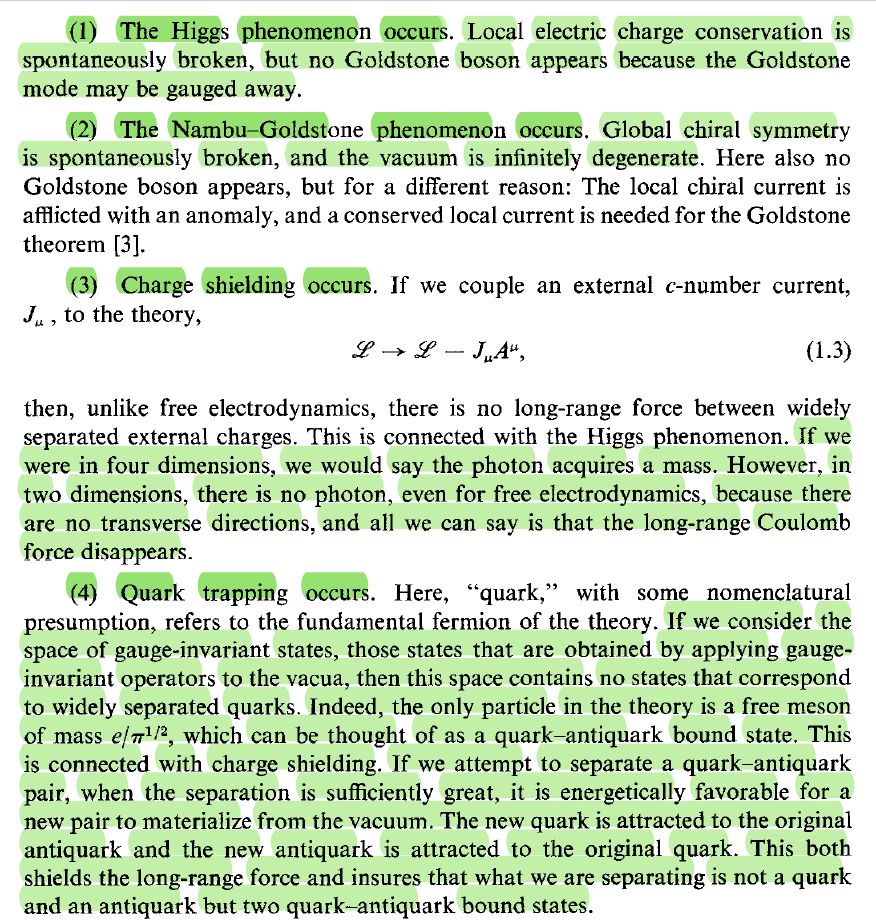 (1) The Higgs phenomenon occurs. Local electric charge conservation is
spontaneously broken, but no Goldstone boson appears because the Goldstone
mode may be gauged away.
(2) The Nambu–Goldstone phenomenon occurs. Global chiral symmetry
is spontaneously broken, and the vacuum is infinitely degenerate. Here also no
Goldstone boson appears, but for a different reason: The local chiral current is
afflicted with an anomaly, and a conserved local current is needed for the Goldstone
theorem [3].
(3) Charge shielding occurs. If we couple an external c-number current,
J_μ , to the theory,
ℒ → ℒ − J_μA^μ, (1.3)
then, unlike free electrodynamics, there is no long-range force between widely
separated external charges. This is connected with the Higgs phenomenon. If we
were in four dimensions, we would say the photon acquires a mass. However, in
two dimensions, there is no photon, even for free electrodynamics, because there
are no transverse directions, and all we can say is that the long-range Coulomb
force disappears.
(4) Quark trapping occurs. Here, “quark,” with some nomenclatural
presumption, refers to the fundamental fermion of the theory. If we consider the
space of gauge-invariant states, those states that are obtained by applying gauge-
invariant operators to the vacua, then this space contains no states that correspond
to widely separated quarks. Indeed, the only particle in the theory is a free meson
of mass e/π^{1/2}, which can be thought of as a quark–antiquark bound state. This
is connected with charge shielding. If we attempt to separate a quark–antiquark
pair, when the separation is sufficiently great, it is energetically favorable for a
new pair to materialize from the vacuum. The new quark is attracted to the original
antiquark and the new antiquark is attracted to the original quark. This both
shields the long-range force and insures that what we are separating is not a quark
and an antiquark but two quark–antiquark bound states.